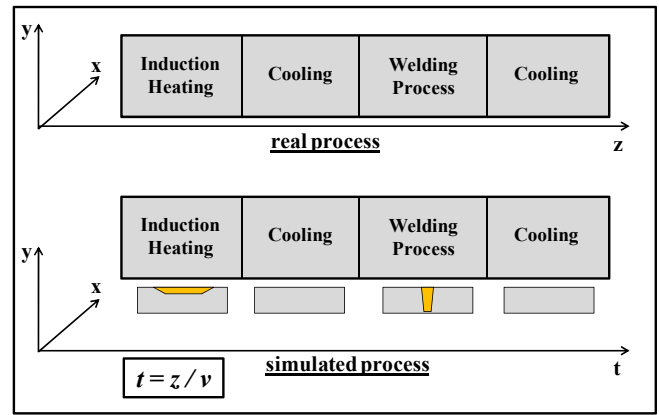 y
x
Induction
Heating
Cooling
Welding
Process
Cooling
real process
z
Induction
Heating
Cooling
Welding
Process
Cooling
y
x
t = z / v
simulated process
t